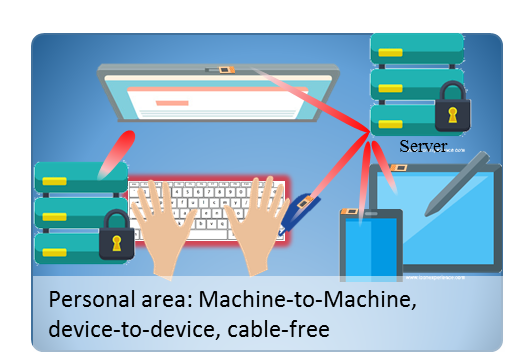 Server
Personal area: Machine-to-Machine,
device-to-device, cable-free